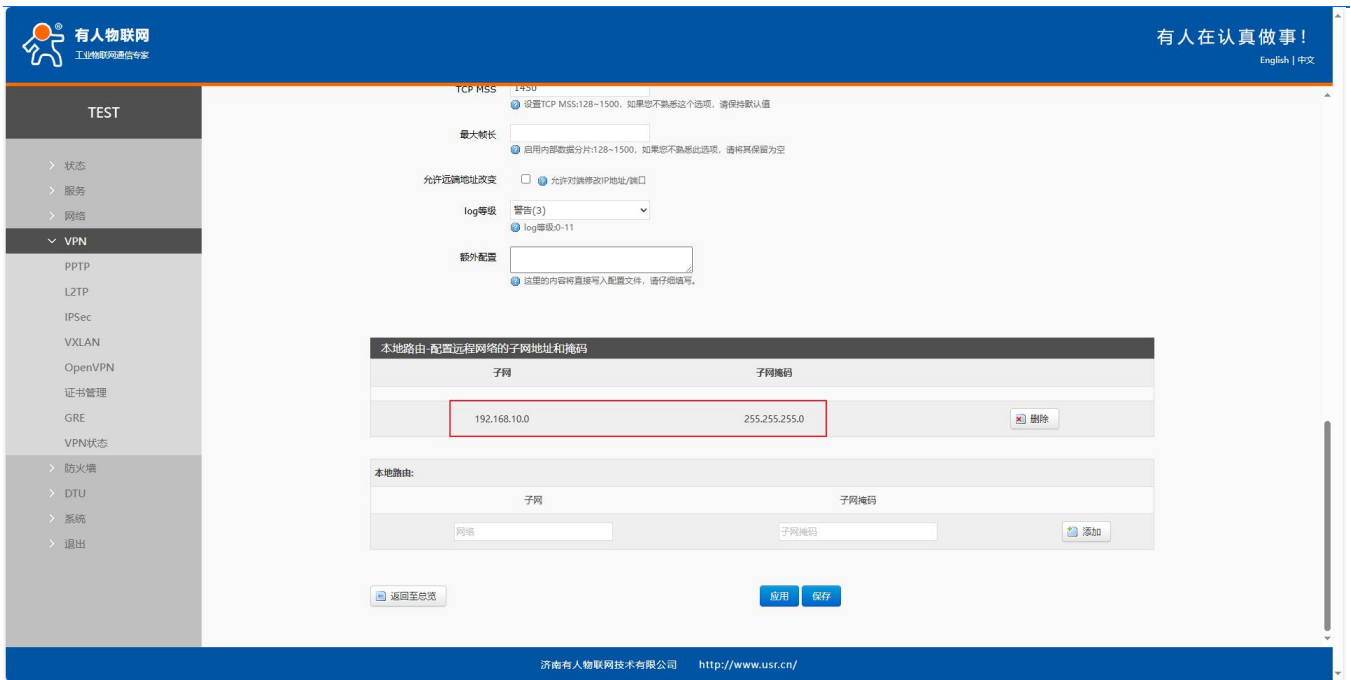 有人物联网
工业物联网通信专家
有人在认真做事!
English | 中文
TEST
状态
服务
网络
VPN
PPTP
L2TP
IPSec
VXLAN
OpenVPN
证书管理
GRE
VPN状态
防火墙
DTU
系统
退出
TCP MSS 1450
设置TCP MSS:128~1500, 如果您不熟悉这个选项, 请保持默认值
最大帧长
启用内部数据分片:128~1500, 如果您不熟悉此选项, 请将其保留为空
允许远端地址改变 允许对端修改IP地址/端口
log等级 警告(3)
log等级:0-11
额外配置
这里的内容将直接写入配置文件, 请仔细填写。
本地路由-配置远程网络的子网地址和掩码
子网 子网掩码
192.168.10.0 255.255.255.0 删除
本地路由:
子网 子网掩码
网络 子网掩码 添加
返回至总览 应用 保存
济南有人物联网技术有限公司 http://www.usr.cn/